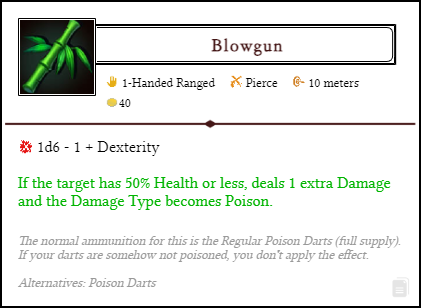 Blowgun
1-Handed Ranged Pierce 10 meters
40
1d6 - 1 + Dexterity
If the target has 50% Health or less, deals 1 extra Damage
and the Damage Type becomes Poison.
The normal ammunition for this is the Regular Poison Darts (full supply).
If your darts are somehow not poisoned, you don't apply the effect.
Alternatives: Poison Darts